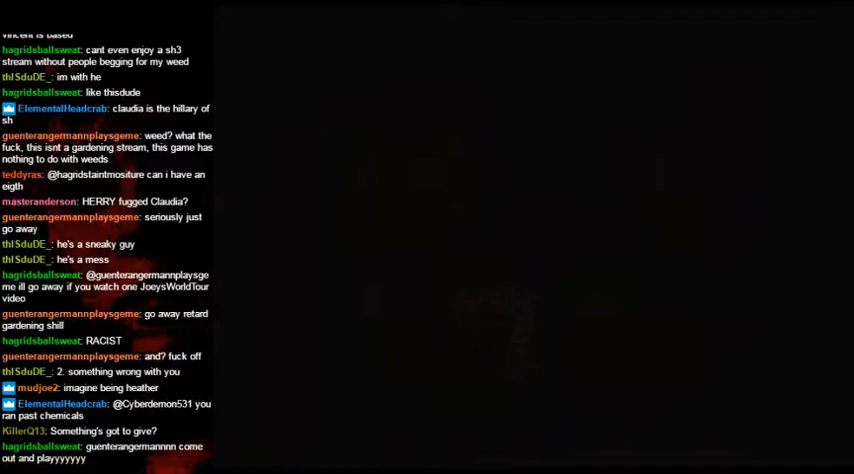 vincent is based
hagridsballsweat: cant even enjoy a sh3
stream without people begging for my weed
thISduDE_: im with he
hagridsballsweat: like thisdude
ElementalHeadcrab: claudia is the hillary of
sh
guenterangermannplaysgeme: weed? what the
fuck, this isnt a gardening stream, this game has
nothing to do with weeds
teddyras: @hagridstaintmositure can i have an
eigth
masteranderson: HERRY fugged Claudia?
guenterangermannplaysgeme: seriously just
go away
thISduDE_: he's a sneaky guy
thISduDE_: he's a mess
hagridsballsweat: @guenterangermannplaysge
me ill go away if you watch one JoeysWorldTour
video
guenterangermannplaysgeme: go away retard
gardening shill
hagridsballsweat: RACIST
guenterangermannplaysgeme: and? fuck off
thISduDE_: 2. something wrong with you
mudjoe2: imagine being heather
ElementalHeadcrab: @Cyberdemon531 you
ran past chemicals
KillerQ13: Something's got to give?
hagridsballsweat: guenterangermannnn come
out and playyyyyyy